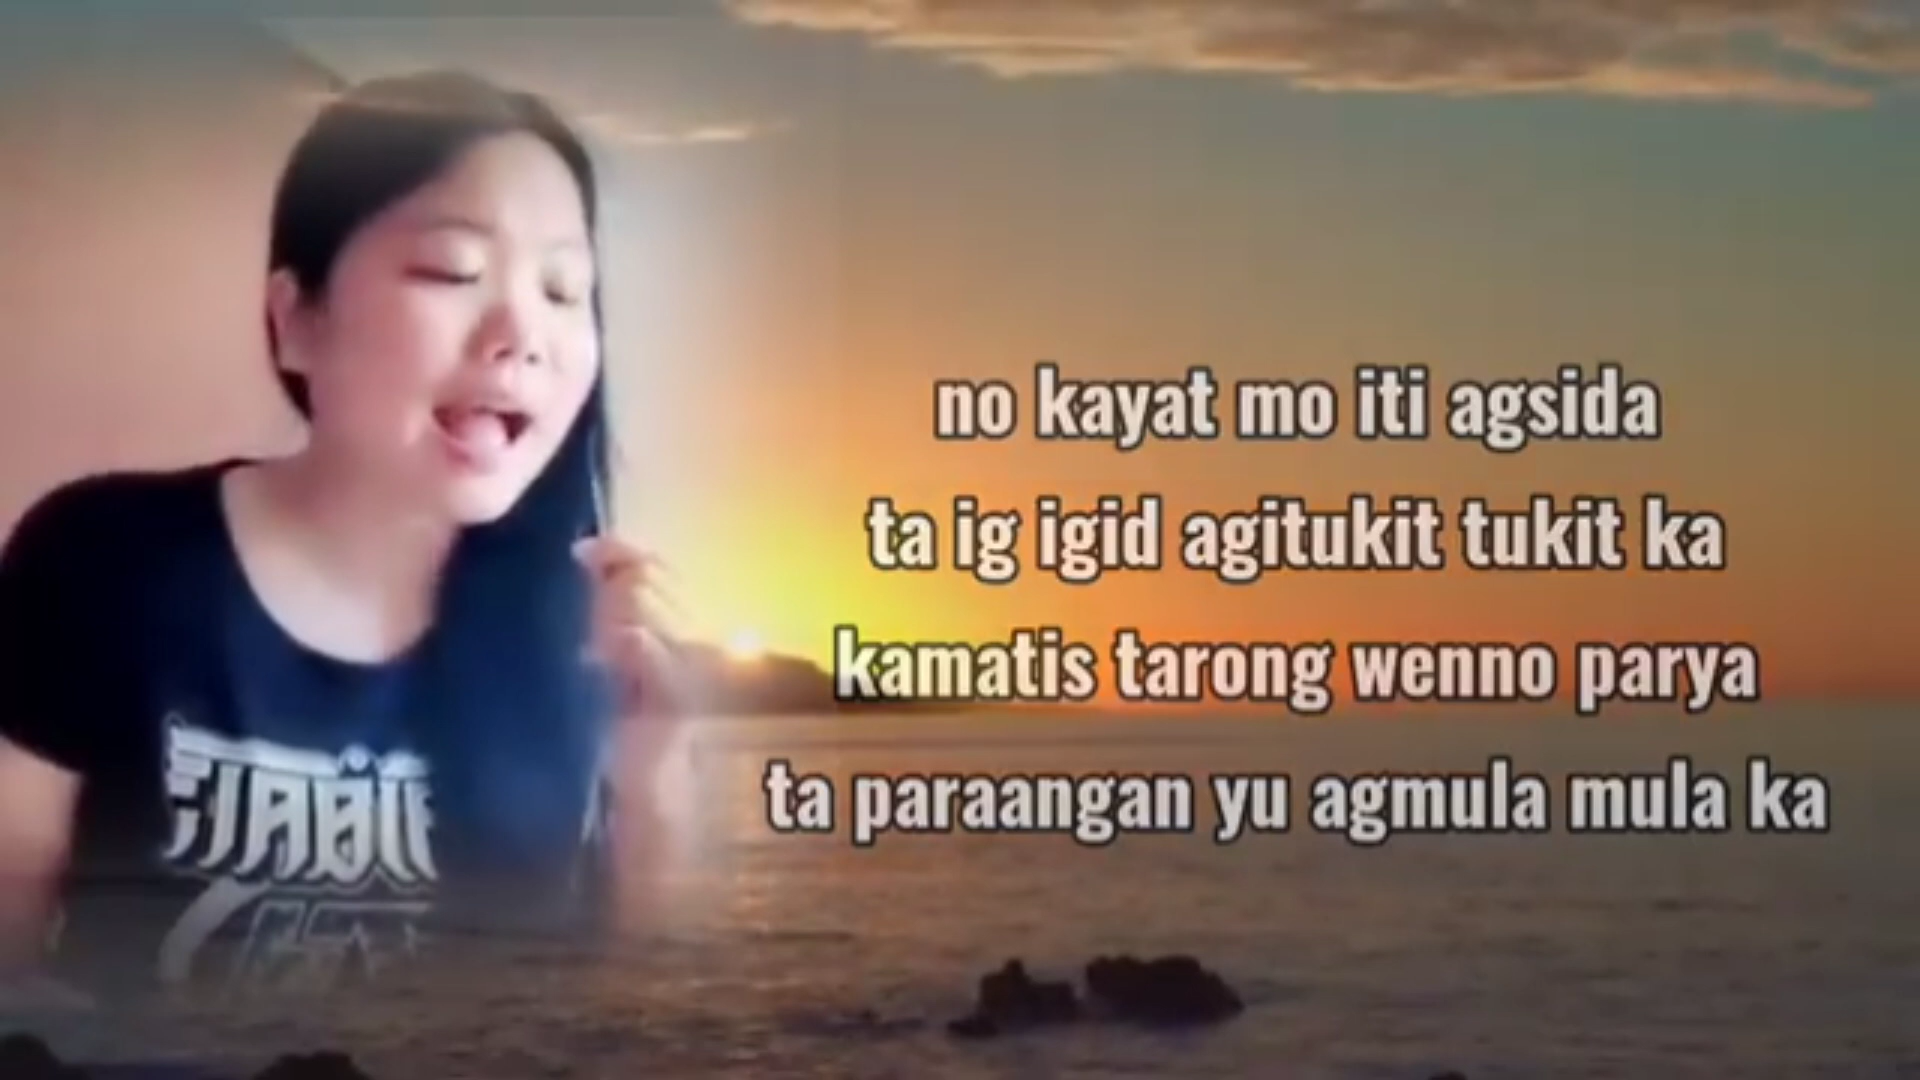 no kayat mo iti agsida
ta ig igid agitukit tukit ka
kamatis tarong wenno parya
ta paraangan yu agmula mula ka